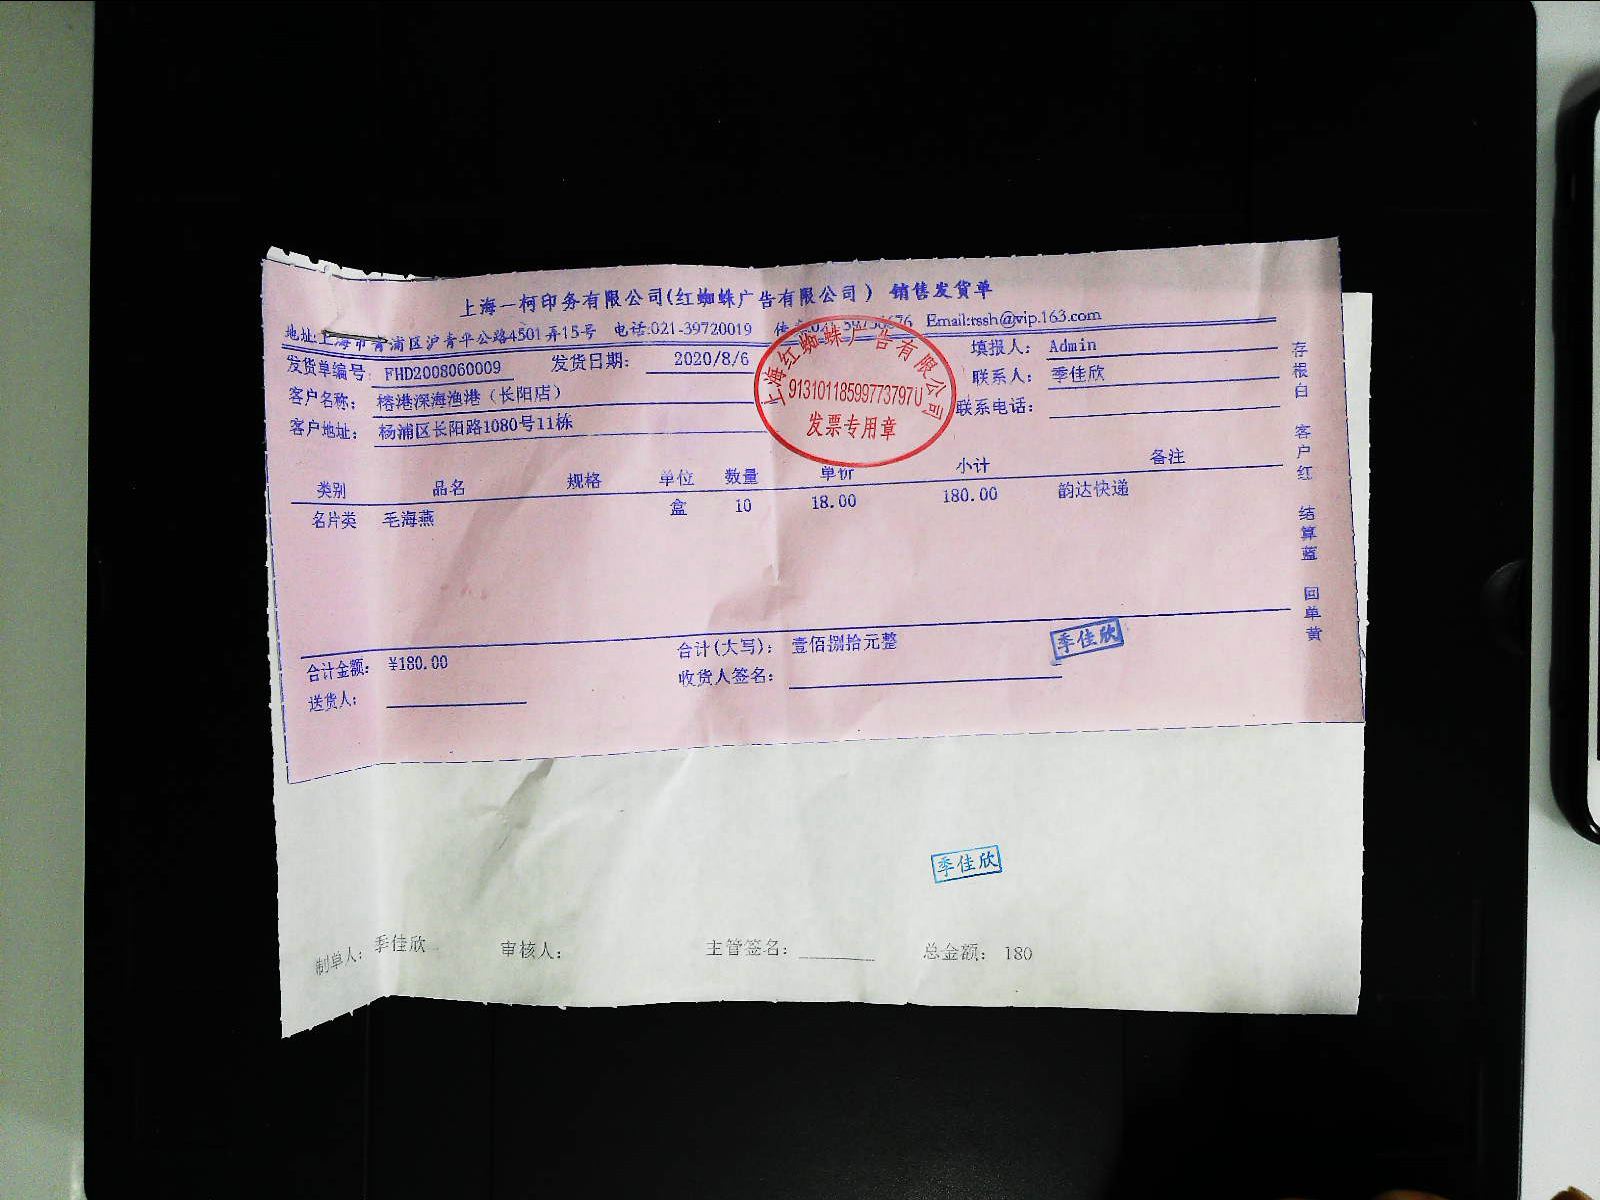 上海一柯印务有限公司(红蜘蛛广告有限公司) 销售发货单
地址:上海市青浦区沪青平公路4501弄15号 电话:021-39720019 Email:rssh@vip.163.com
发货单编号: FHD2008060009 发货日期: 2020/8/6 填报人: Admin
客户名称: 榕港深海渔港(长阳店) 联系人: 季佳欣
客户地址: 杨浦区长阳路1080号11栋 联系电话:
上海红蜘蛛广告有限公司
91310118599773797U
发票专用章
类别 品名 规格 单位 数量 单价 小计 备注
名片类 毛海燕 盒 10 18.00 180.00 韵达快递
合计金额: ¥180.00 合计(大写): 壹佰捌拾元整 季佳欣
送货人: 收货人签名:
存根白 客户红 结算蓝 回单黄
季佳欣
制单人: 季佳欣 审核人: 主管签名: 总金额: 180